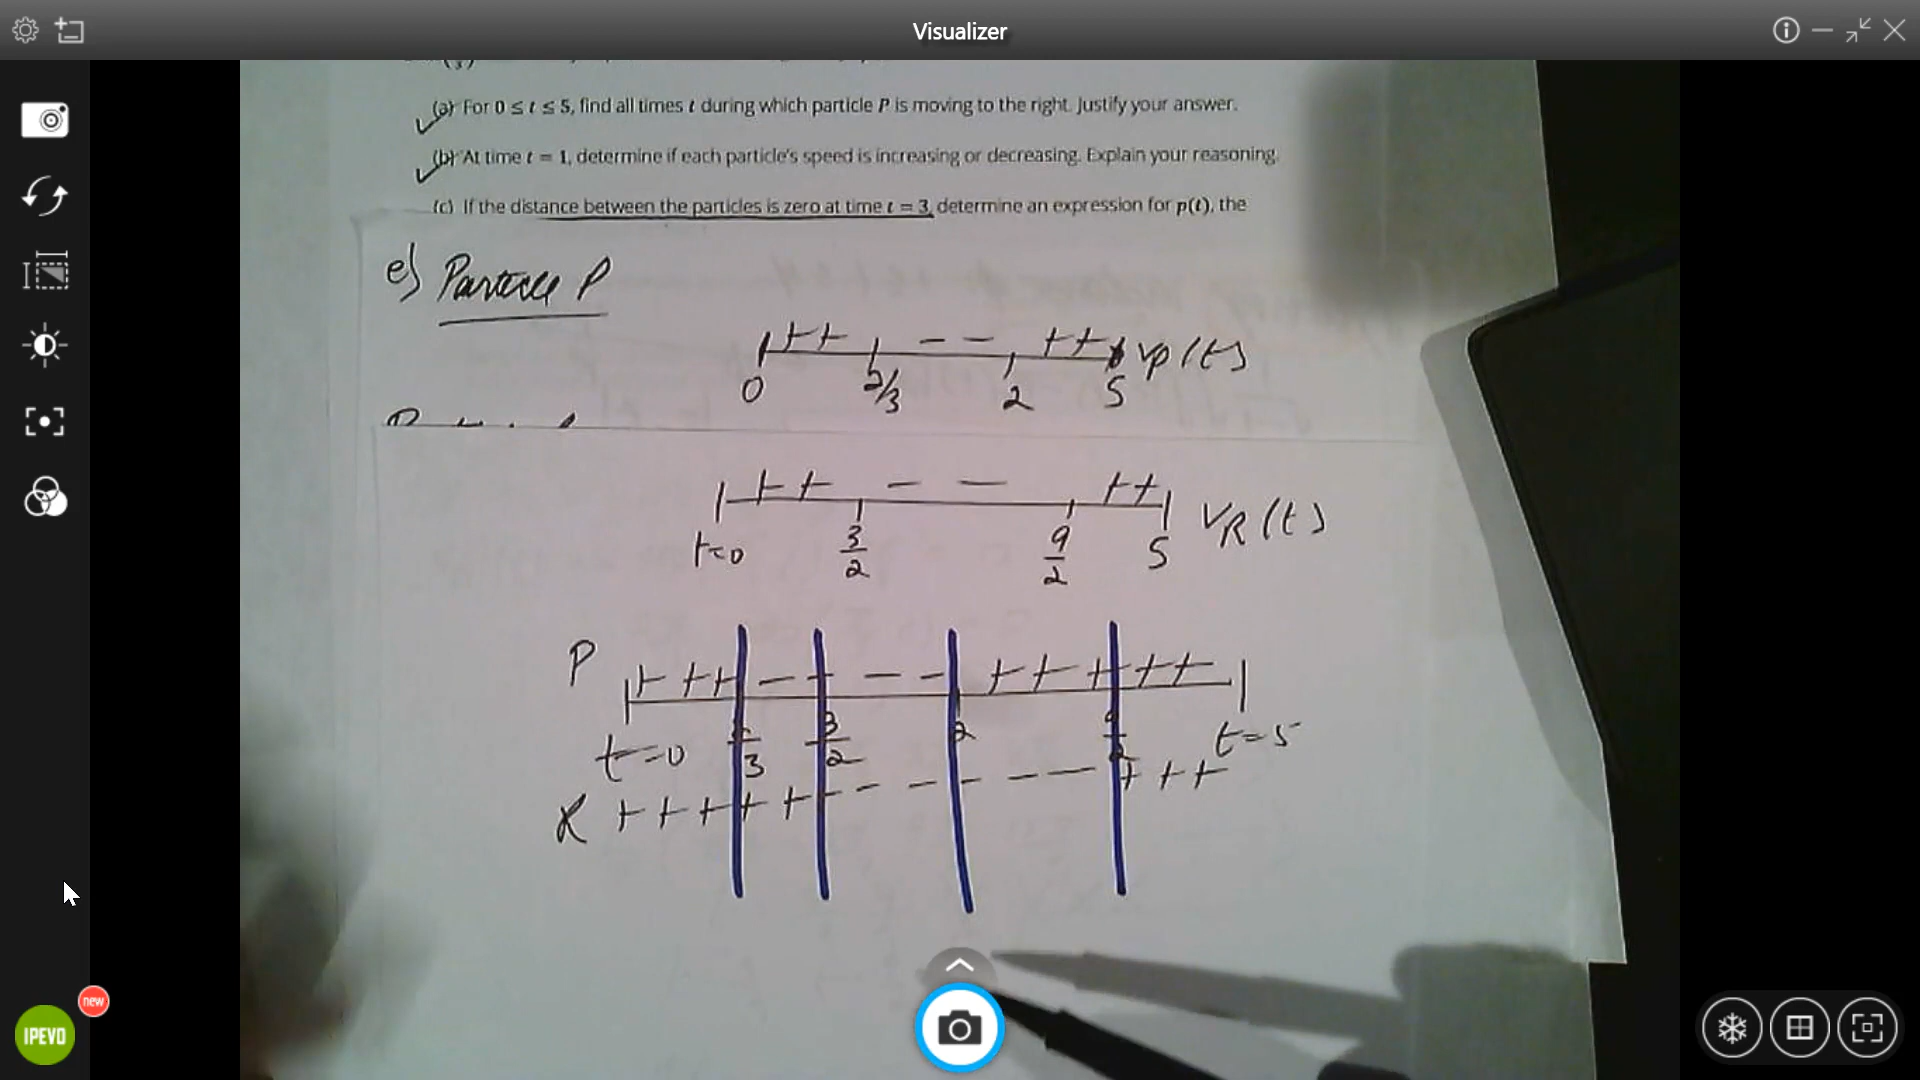 Visualizer
(a) For 0 ≤ t ≤ 5, find all times t during which particle P is moving to the right. Justify your answer.
(b) At time t = 1, determine if each particle's speed is increasing or decreasing. Explain your reasoning.
(c) If the distance between the particles is zero at time t = 3, determine an expression for p(t), the
e) Particle P
++ – – ++ vp(t)
0 2/3 2 5
++ – – ++ vR(t)
t=0 3/2 9/2 5
P +++ – – – – +++++
t=0 2/3 3/2 2 9/2 t=5
R +++++ – – – – – +++
new
IPEVO